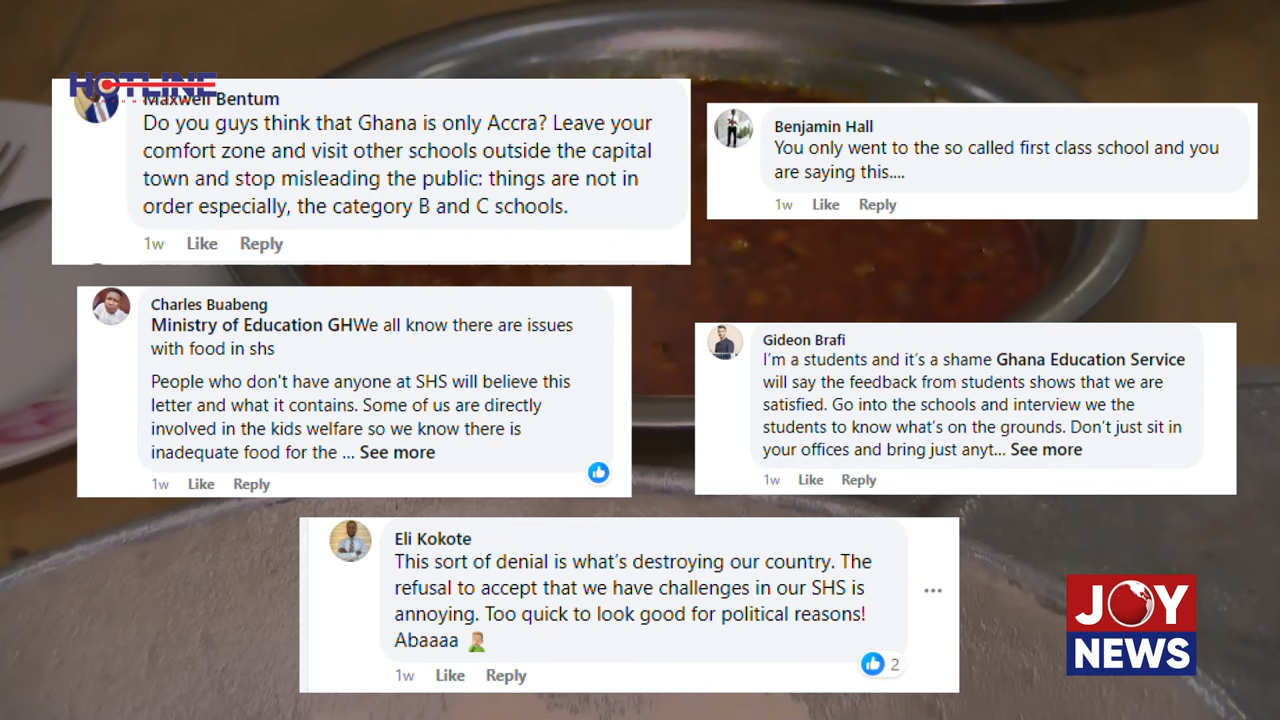 HOTLINE
Maxwell Bentum
Do you guys think that Ghana is only Accra? Leave your
comfort zone and visit other schools outside the capital
town and stop misleading the public: things are not in
order especially, the category B and C schools.
1w Like Reply
Benjamin Hall
You only went to the so called first class school and you
are saying this....
1w Like Reply
Charles Buabeng
Ministry of Education GHWe all know there are issues
with food in shs
People who don't have anyone at SHS will believe this
letter and what it contains. Some of us are directly
involved in the kids welfare so we know there is
inadequate food for the ... See more
1w Like Reply
Gideon Brafi
I'm a students and it's a shame Ghana Education Service
will say the feedback from students shows that we are
satisfied. Go into the schools and interview we the
students to know what's on the grounds. Don't just sit in
your offices and bring just anyt... See more
1w Like Reply
Eli Kokote
This sort of denial is what's destroying our country. The
refusal to accept that we have challenges in our SHS is
annoying. Too quick to look good for political reasons!
Abaaaa 🤦
2
1w Like Reply
JOY
NEWS